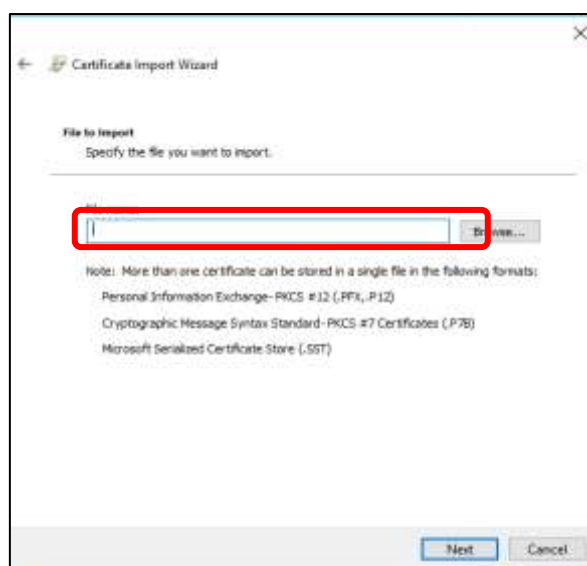 Certificate Import Wizard
File to Import
Specify the file you want to import.
Browse...
Note: More than one certificate can be stored in a single file in the following formats:
Personal Information Exchange- PKCS #12 (.PFX,.P12)
Cryptographic Message Syntax Standard- PKCS #7 Certificates (.P7B)
Microsoft Serialized Certificate Store (.SST)
Next
Cancel